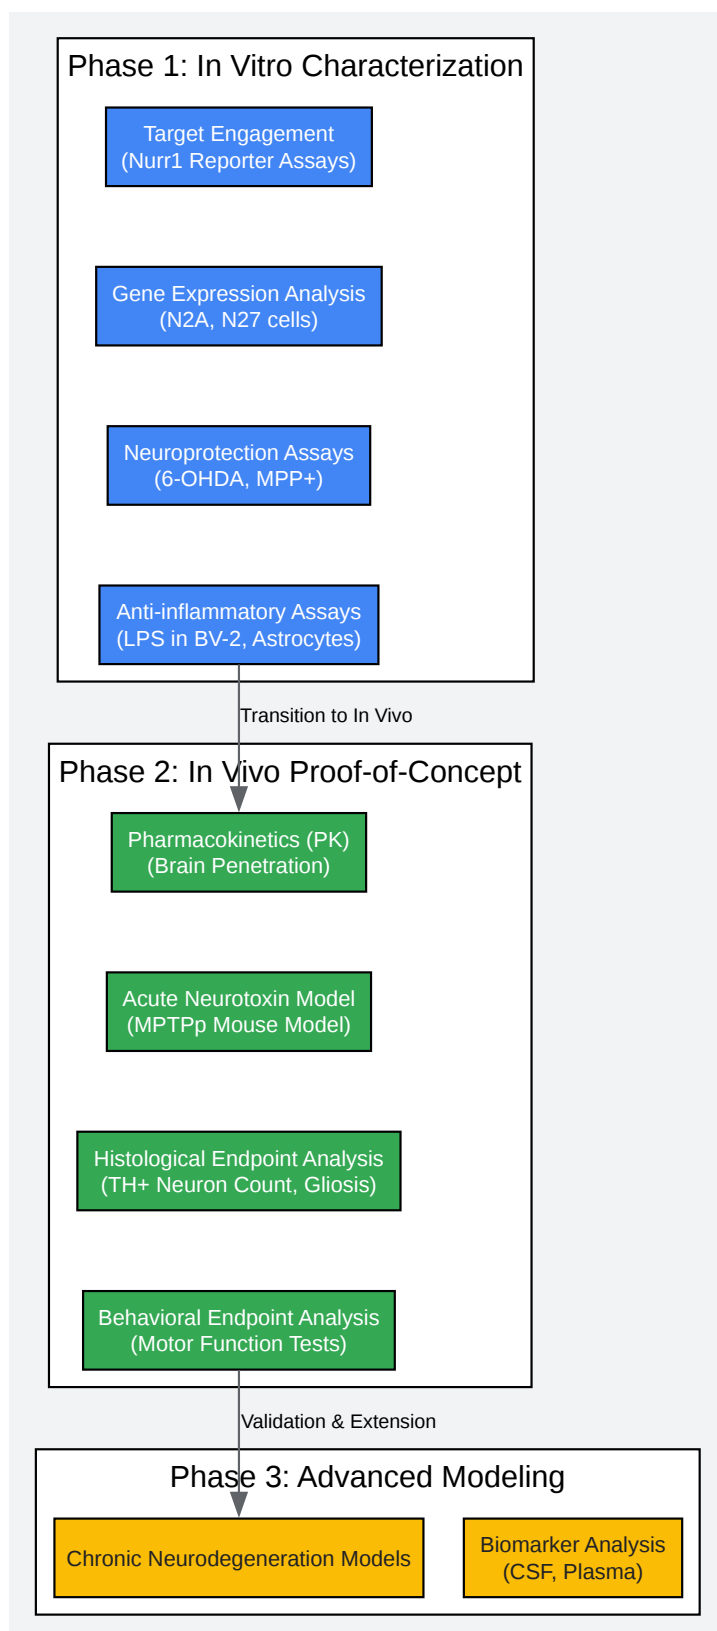 Phase 1: In Vitro Characterization
Target Engagement
(Nurr1 Reporter Assays)
Gene Expression Analysis
(N2A, N27 cells)
Neuroprotection Assays
(6-OHDA, MPP+)
Anti-inflammatory Assays
(LPS in BV-2, Astrocytes)
Transition to In Vivo
Phase 2: In Vivo Proof-of-Concept
Pharmacokinetics (PK)
(Brain Penetration)
Acute Neurotoxin Model
(MPTPp Mouse Model)
Histological Endpoint Analysis
(TH+ Neuron Count, Gliosis)
Behavioral Endpoint Analysis
(Motor Function Tests)
Validation & Extension
Phase 3: Advanced Modeling
Chronic Neurodegeneration Models
Biomarker Analysis
(CSF, Plasma)